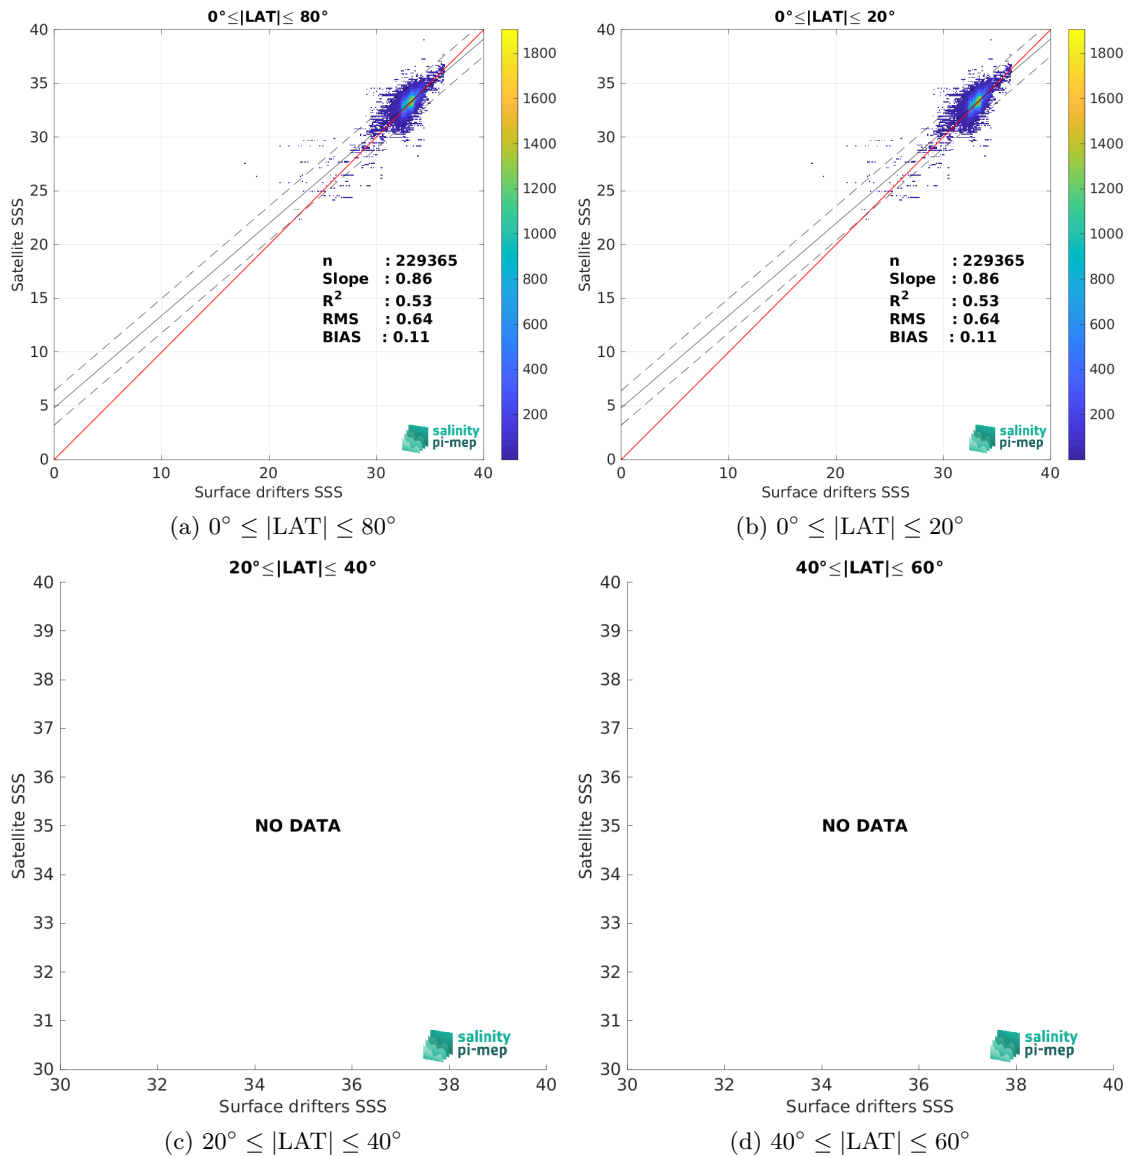 0°≤|LAT|≤ 80°
40
35
30
25
20
15
10
5
0
0
10
20
30
40
Satellite SSS
Surface drifters SSS
n : 229365
Slope : 0.86
R² : 0.53
RMS : 0.64
BIAS : 0.11
salinity
pi-mep
1800
1600
1400
1200
1000
800
600
400
200
(a) 0° ≤ |LAT| ≤ 80°
0°≤|LAT|≤ 20°
40
35
30
25
20
15
10
5
0
0
10
20
30
40
Satellite SSS
Surface drifters SSS
n : 229365
Slope : 0.86
R² : 0.53
RMS : 0.64
BIAS : 0.11
salinity
pi-mep
1800
1600
1400
1200
1000
800
600
400
200
(b) 0° ≤ |LAT| ≤ 20°
20°≤|LAT|≤ 40°
40
39
38
37
36
35
34
33
32
31
30
30
32
34
36
38
40
Satellite SSS
NO DATA
salinity
pi-mep
Surface drifters SSS
(c) 20° ≤ |LAT| ≤ 40°
40°≤|LAT|≤ 60°
40
39
38
37
36
35
34
33
32
31
30
30
32
34
36
38
40
Satellite SSS
NO DATA
salinity
pi-mep
Surface drifters SSS
(d) 40° ≤ |LAT| ≤ 60°